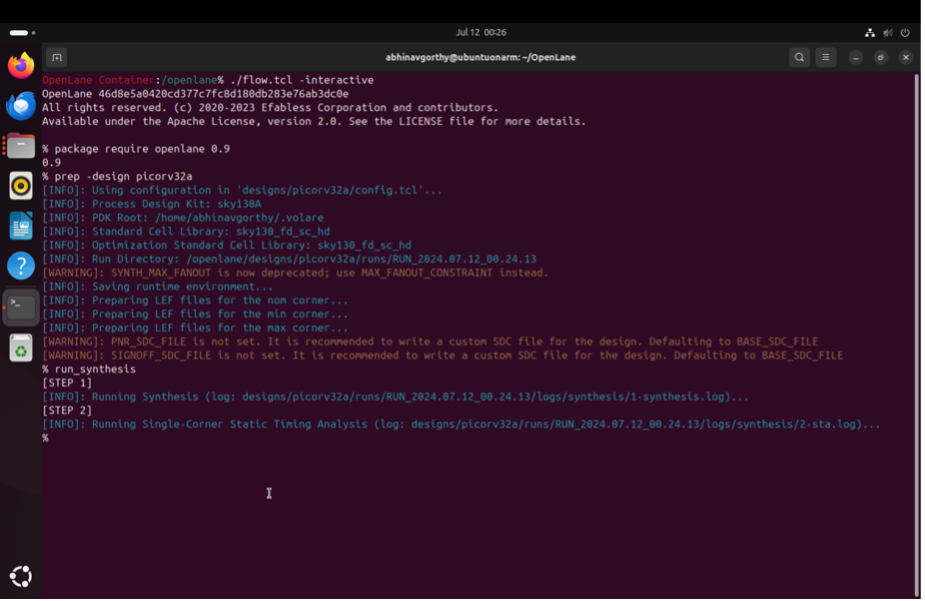 Jul 12 00:26
abhinavgorthy@ubuntuonarm: ~/OpenLane
OpenLane Container:/openlane% ./flow.tcl -interactive
OpenLane 46d8e5a0420cd377c7fc8d180db283e76ab3dc0e
All rights reserved. (c) 2020-2023 Efabless Corporation and contributors.
Available under the Apache License, version 2.0. See the LICENSE file for more details.
% package require openlane 0.9
0.9
% prep -design picorv32a
[INFO]: Using configuration in 'designs/picorv32a/config.tcl'...
[INFO]: Process Design Kit: sky130A
[INFO]: PDK Root: /home/abhinavgorthy/.volare
[INFO]: Standard Cell Library: sky130_fd_sc_hd
[INFO]: Optimization Standard Cell Library: sky130_fd_sc_hd
[INFO]: Run Directory: /openlane/designs/picorv32a/runs/RUN_2024.07.12_00.24.13
[WARNING]: SYNTH_MAX_FANOUT is now deprecated; use MAX_FANOUT_CONSTRAINT instead.
[INFO]: Saving runtime environment...
[INFO]: Preparing LEF files for the nom corner...
[INFO]: Preparing LEF files for the min corner...
[INFO]: Preparing LEF files for the max corner...
[WARNING]: PNR_SDC_FILE is not set. It is recommended to write a custom SDC file for the design. Defaulting to BASE_SDC_FILE
[WARNING]: SIGNOFF_SDC_FILE is not set. It is recommended to write a custom SDC file for the design. Defaulting to BASE_SDC_FILE
% run_synthesis
[STEP 1]
[INFO]: Running Synthesis (log: designs/picorv32a/runs/RUN_2024.07.12_00.24.13/logs/synthesis/1-synthesis.log)...
[STEP 2]
[INFO]: Running Single-Corner Static Timing Analysis (log: designs/picorv32a/runs/RUN_2024.07.12_00.24.13/logs/synthesis/2-sta.log)...
%